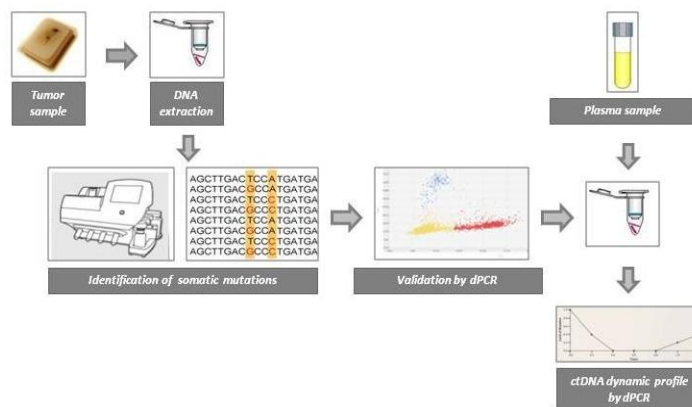 Tumor
sample
DNA
extraction
Plasma sample
AGCTTGACTCCATGATGA
AGCTTGACGCCATGATGA
AGCTTGACTCCCTGATGA
AGCTTGACGCCCTGATGA
AGCTTGACTCCATGATGA
AGCTTGACGCCATGATGA
AGCTTGACTCCCTGATGA
AGCTTGACGCCCTGATGA
Identification of somatic mutations
Validation by dPCR
ctDNA dynamic profile
by dPCR